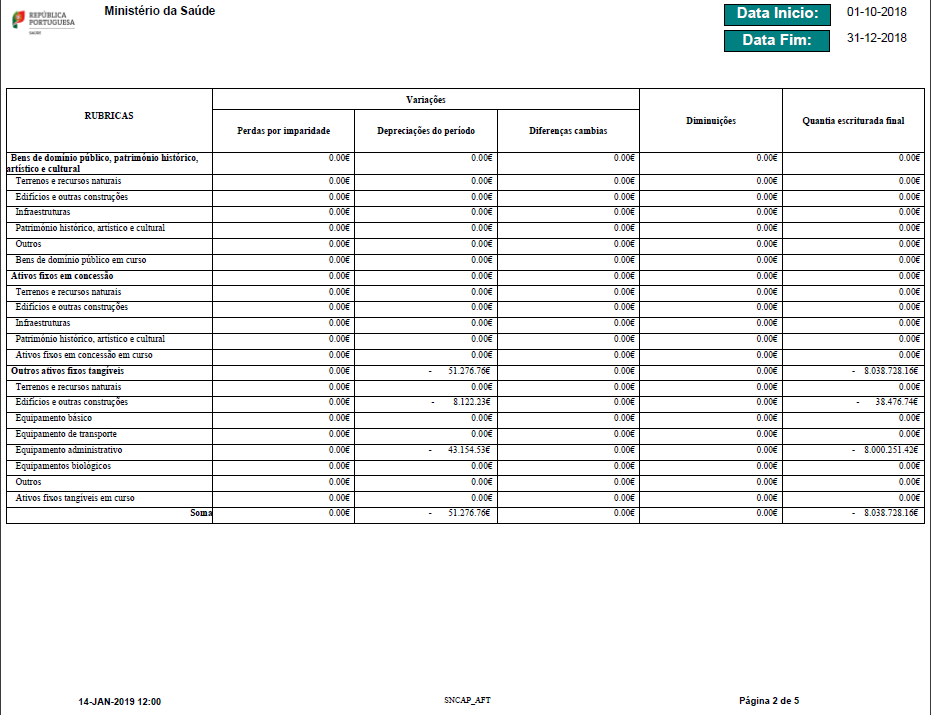 REPÚBLICA
PORTUGUESA
SAÚDE
Ministério da Saúde
Data Inicio: 01-10-2018
Data Fim: 31-12-2018
RUBRICAS
Variações
Perdas por imparidade
Depreciações do período
Diferenças cambias
Diminuições
Quantia escriturada final
Bens de domínio público, património histórico,
artístico e cultural 0.00€ 0.00€ 0.00€ 0.00€ 0.00€
Terrenos e recursos naturais 0.00€ 0.00€ 0.00€ 0.00€ 0.00€
Edifícios e outras construções 0.00€ 0.00€ 0.00€ 0.00€ 0.00€
Infraestruturas 0.00€ 0.00€ 0.00€ 0.00€ 0.00€
Património histórico, artístico e cultural 0.00€ 0.00€ 0.00€ 0.00€ 0.00€
Outros 0.00€ 0.00€ 0.00€ 0.00€ 0.00€
Bens de domínio público em curso 0.00€ 0.00€ 0.00€ 0.00€ 0.00€
Ativos fixos em concessão 0.00€ 0.00€ 0.00€ 0.00€ 0.00€
Terrenos e recursos naturais 0.00€ 0.00€ 0.00€ 0.00€ 0.00€
Edifícios e outras construções 0.00€ 0.00€ 0.00€ 0.00€ 0.00€
Infraestruturas 0.00€ 0.00€ 0.00€ 0.00€ 0.00€
Património histórico, artístico e cultural 0.00€ 0.00€ 0.00€ 0.00€ 0.00€
Ativos fixos em concessão em curso 0.00€ 0.00€ 0.00€ 0.00€ 0.00€
Outros ativos fixos tangíveis 0.00€ - 51.276.76€ 0.00€ 0.00€ - 8.038.728.16€
Terrenos e recursos naturais 0.00€ 0.00€ 0.00€ 0.00€ 0.00€
Edifícios e outras construções 0.00€ - 8.122.23€ 0.00€ 0.00€ - 38.476.74€
Equipamento básico 0.00€ 0.00€ 0.00€ 0.00€ 0.00€
Equipamento de transporte 0.00€ 0.00€ 0.00€ 0.00€ 0.00€
Equipamento administrativo 0.00€ - 43.154.53€ 0.00€ 0.00€ - 8.000.251.42€
Equipamentos biológicos 0.00€ 0.00€ 0.00€ 0.00€ 0.00€
Outros 0.00€ 0.00€ 0.00€ 0.00€ 0.00€
Ativos fixos tangíveis em curso 0.00€ 0.00€ 0.00€ 0.00€ 0.00€
Soma 0.00€ - 51.276.76€ 0.00€ 0.00€ - 8.038.728.16€
14-JAN-2019 12:00 SNCAP_AFT Página 2 de 5